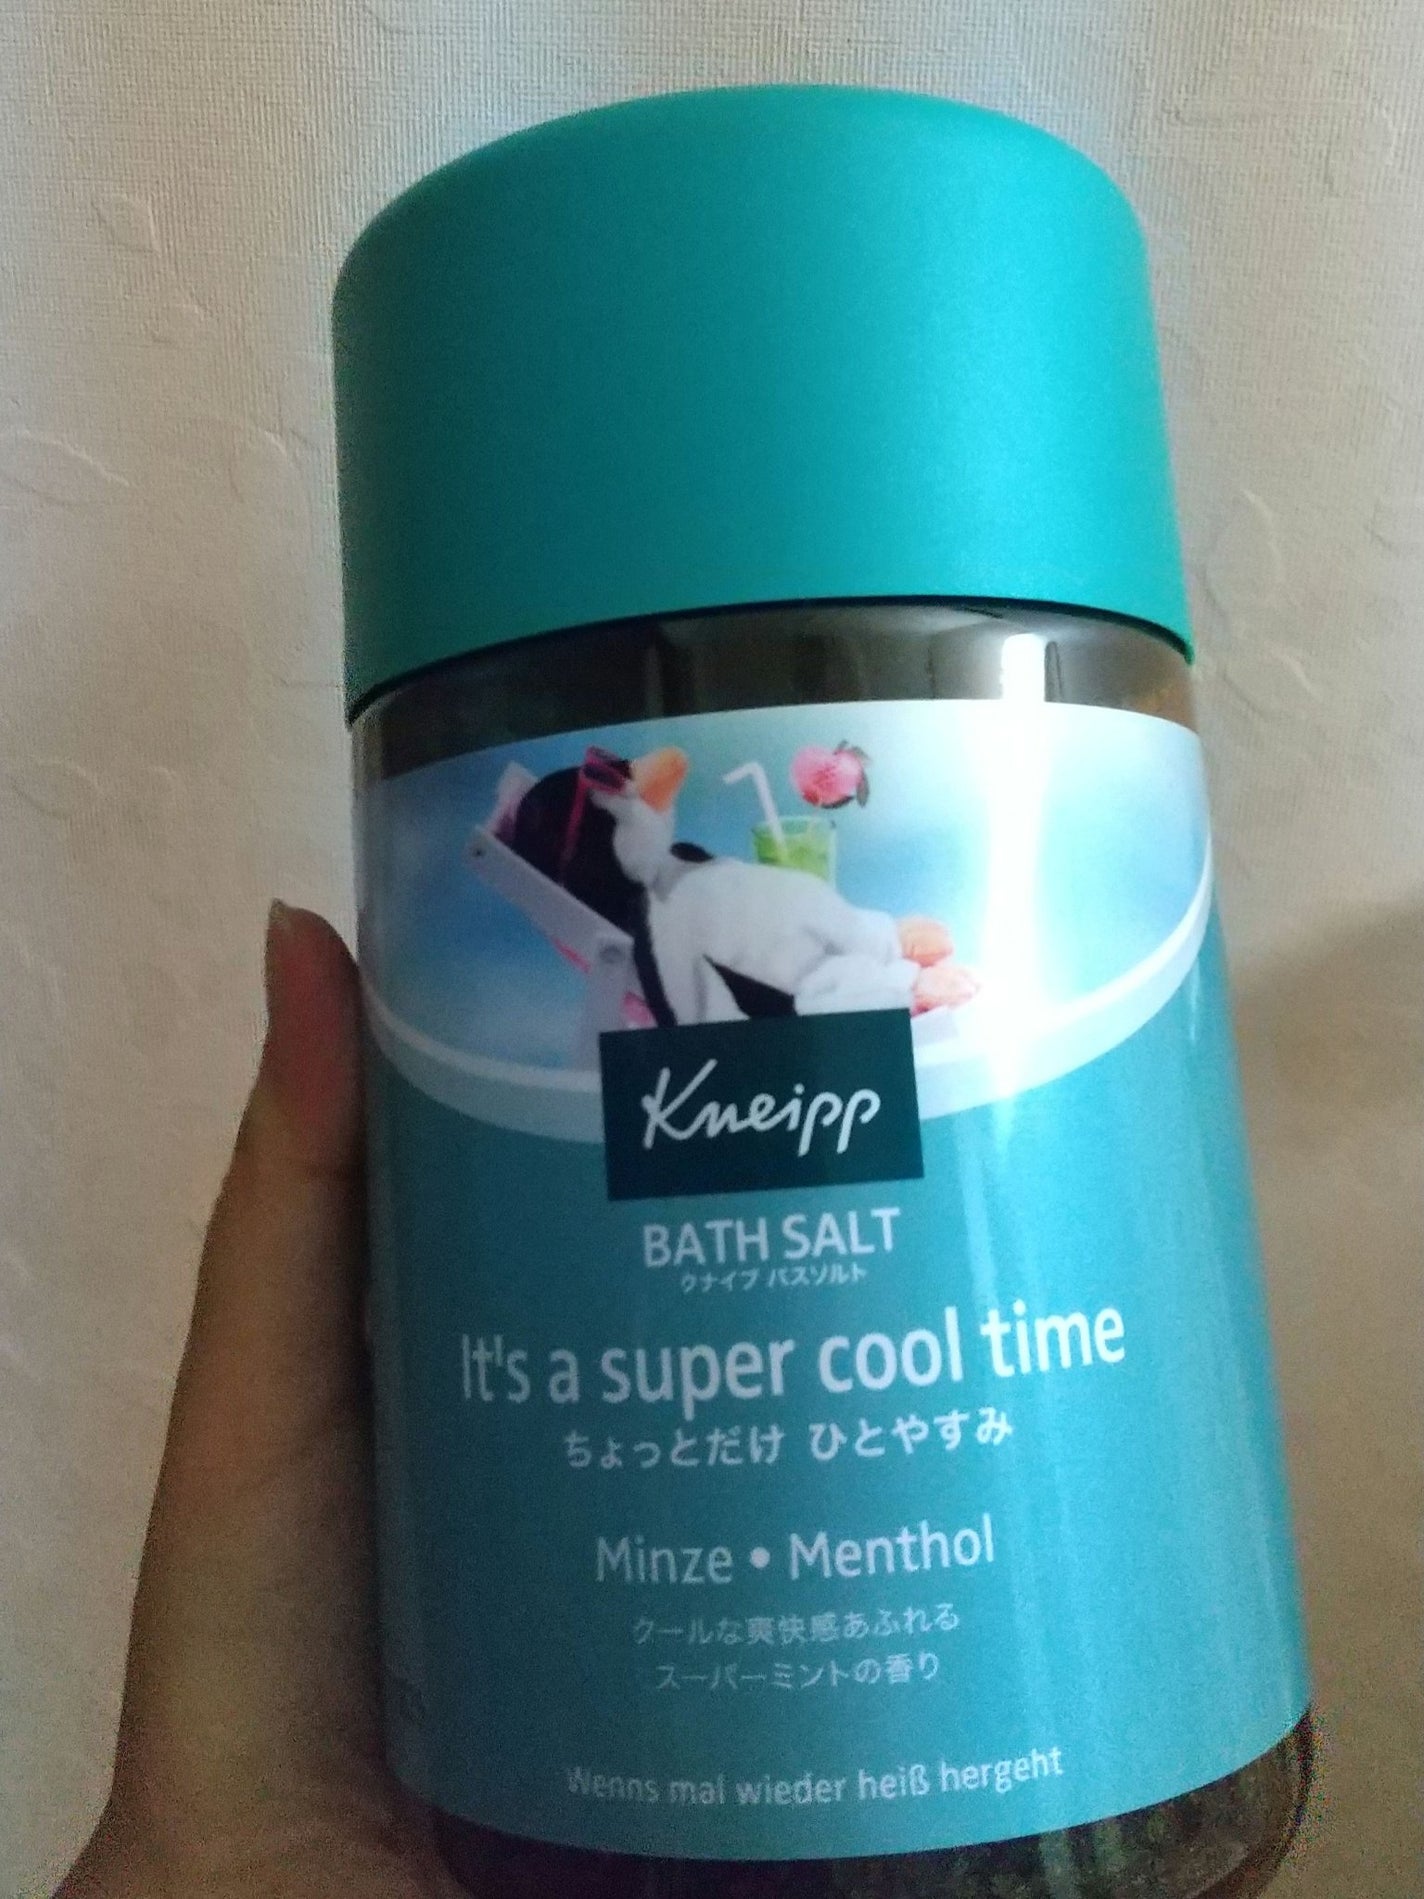 Kneipp
BATH SALT
クナイプ バスソルト
It's a super cool time
ちょっとだけ ひとやすみ
Minze • Menthol
クールな爽快感あふれる
スーパーミントの香り
Wenns mal wieder heiß hergeht